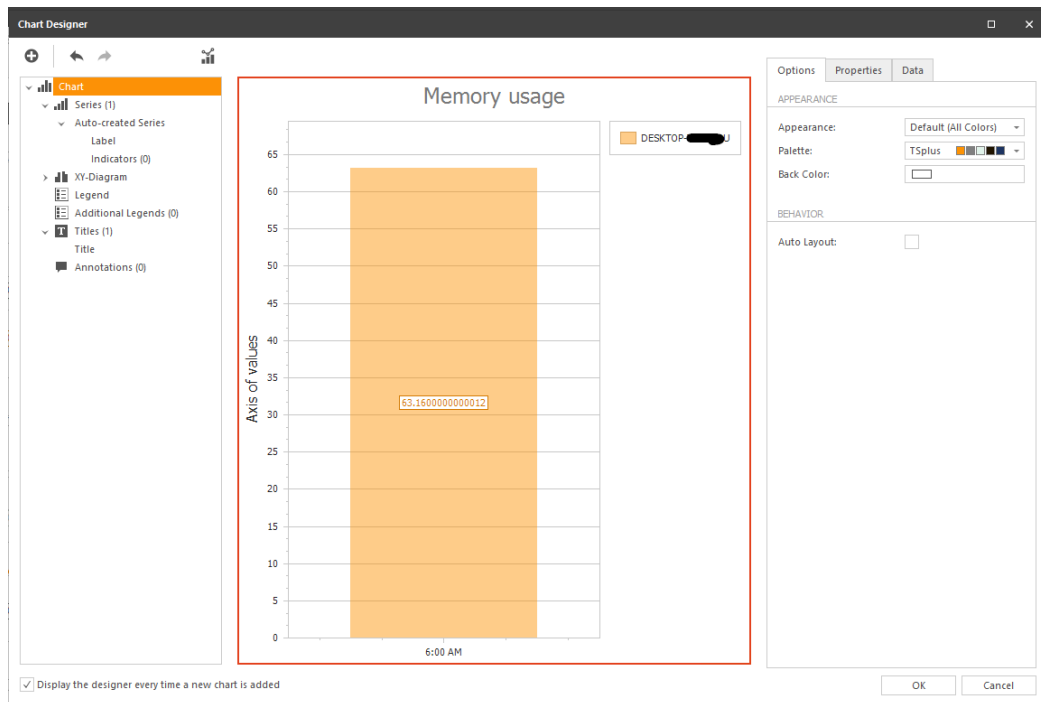 Chart Designer
Chart
Series (1)
Auto-created Series
Label
Indicators (0)
XY-Diagram
Legend
Additional Legends (0)
Titles (1)
Title
Annotations (0)
Memory usage
DESKTOP- U
Axis of values
65
60
55
50
45
40
35
30
25
20
15
10
5
0
63.1600000000012
6:00 AM
Options Properties Data
APPEARANCE
Appearance: Default (All Colors)
Palette: TSplus
Back Color:
BEHAVIOR
Auto Layout:
Display the designer every time a new chart is added
OK Cancel